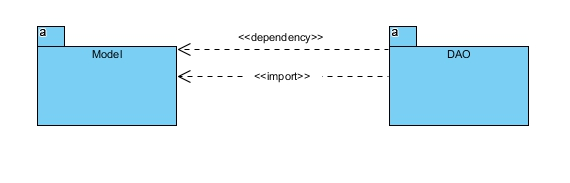 a
a
<<dependency>>
Model
DAO
<<import>>